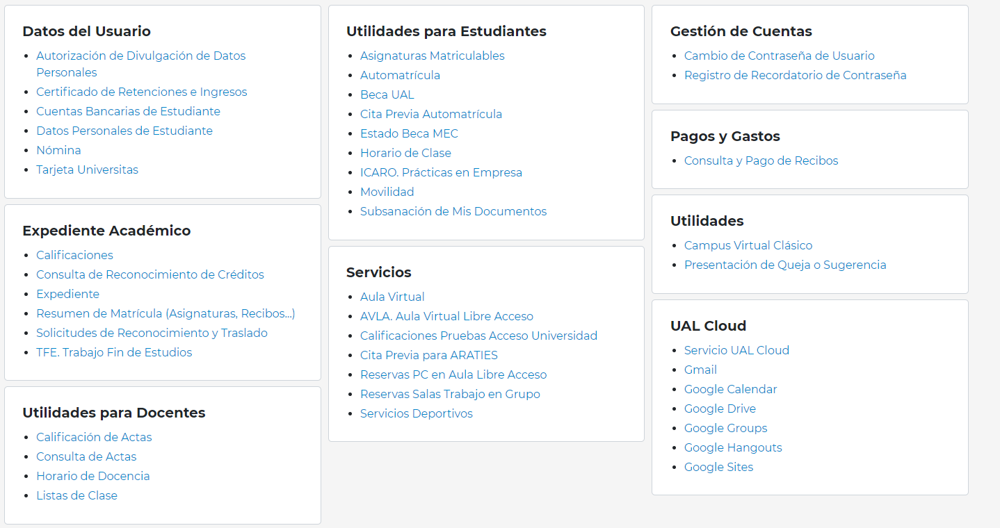 Datos del Usuario
Autorización de Divulgación de Datos
Personales
Certificado de Retenciones e Ingresos
Cuentas Bancarias de Estudiante
Datos Personales de Estudiante
Nómina
Tarjeta Universitas
Expediente Académico
Calificaciones
Consulta de Reconocimiento de Créditos
Expediente
Resumen de Matrícula (Asignaturas, Recibos...)
Solicitudes de Reconocimiento y Traslado
TFE. Trabajo Fin de Estudios
Utilidades para Docentes
Calificación de Actas
Consulta de Actas
Horario de Docencia
Listas de Clase
Utilidades para Estudiantes
Asignaturas Matriculables
Automatrícula
Beca UAL
Cita Previa Automatrícula
Estado Beca MEC
Horario de Clase
ICARO. Prácticas en Empresa
Movilidad
Subsanación de Mis Documentos
Servicios
Aula Virtual
AVLA. Aula Virtual Libre Acceso
Calificaciones Pruebas Acceso Universidad
Cita Previa para ARATIES
Reservas PC en Aula Libre Acceso
Reservas Salas Trabajo en Grupo
Servicios Deportivos
Gestión de Cuentas
Cambio de Contraseña de Usuario
Registro de Recordatorio de Contraseña
Pagos y Gastos
Consulta y Pago de Recibos
Utilidades
Campus Virtual Clásico
Presentación de Queja o Sugerencia
UAL Cloud
Servicio UAL Cloud
Gmail
Google Calendar
Google Drive
Google Groups
Google Hangouts
Google Sites